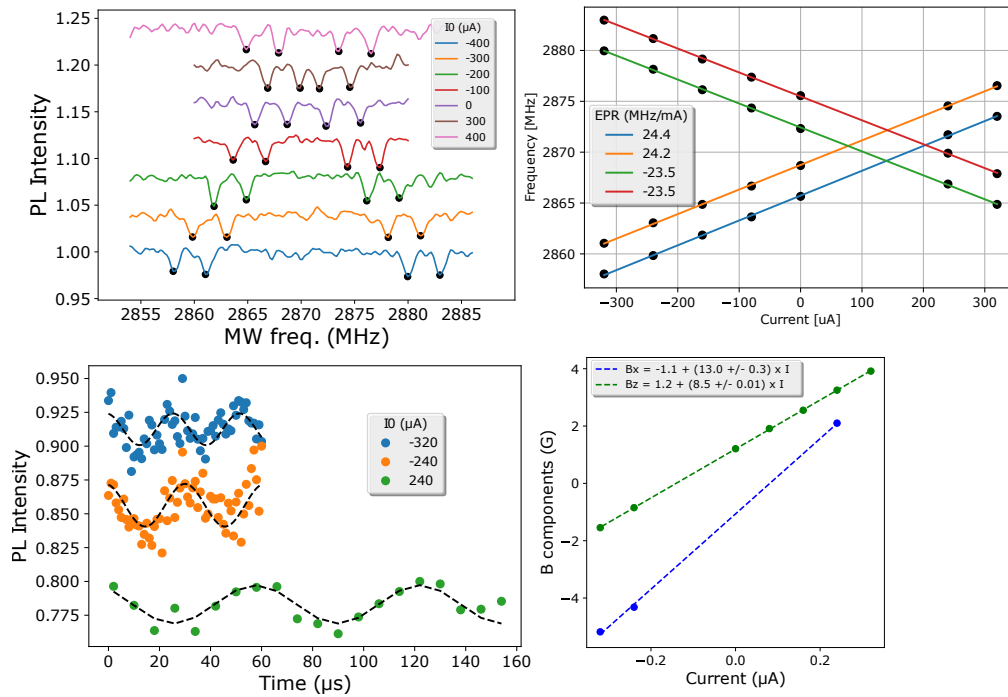 1.25
1.20
1.15
1.10
1.05
1.00
0.95
PL Intensity
I0 (µA)
-400
-300
-200
-100
0
300
400
2855 2860 2865 2870 2875 2880 2885
MW freq. (MHz)
2880
2875
2870
2865
2860
Frequency [MHz]
EPR (MHz/mA)
24.4
24.2
-23.5
-23.5
−300 −200 −100 0 100 200 300
Current [uA]
0.950
0.925
0.900
0.875
0.850
0.825
0.800
0.775
PL Intensity
I0 (µA)
-320
-240
240
0 20 40 60 80 100 120 140 160
Time (µs)
Bx = -1.1 + (13.0 +/- 0.3) x I
Bz = 1.2 + (8.5 +/- 0.01) x I
4
2
0
−2
−4
B components (G)
−0.2 0.0 0.2
Current (µA)